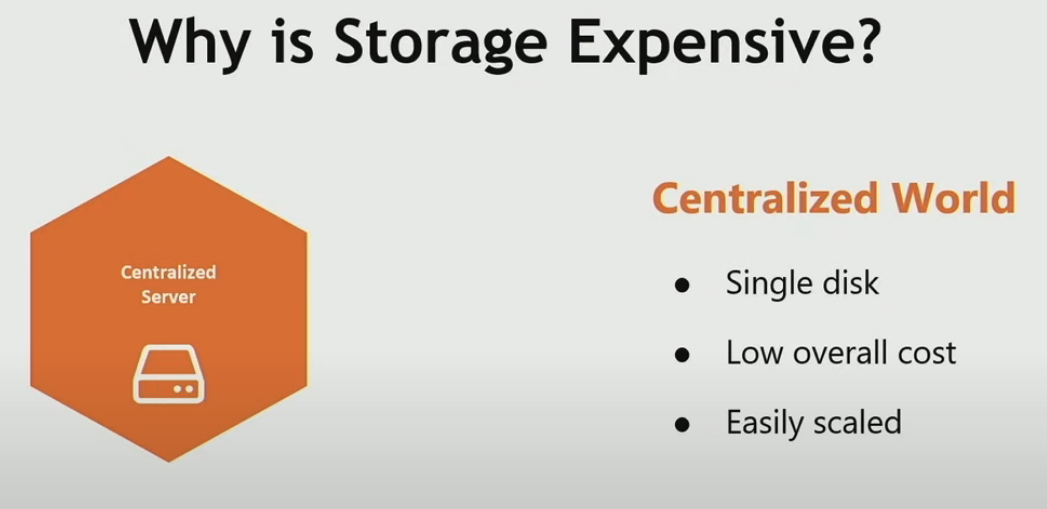 Why is Storage Expensive?
Centralized
Server
Centralized World
● Single disk
● Low overall cost
● Easily scaled